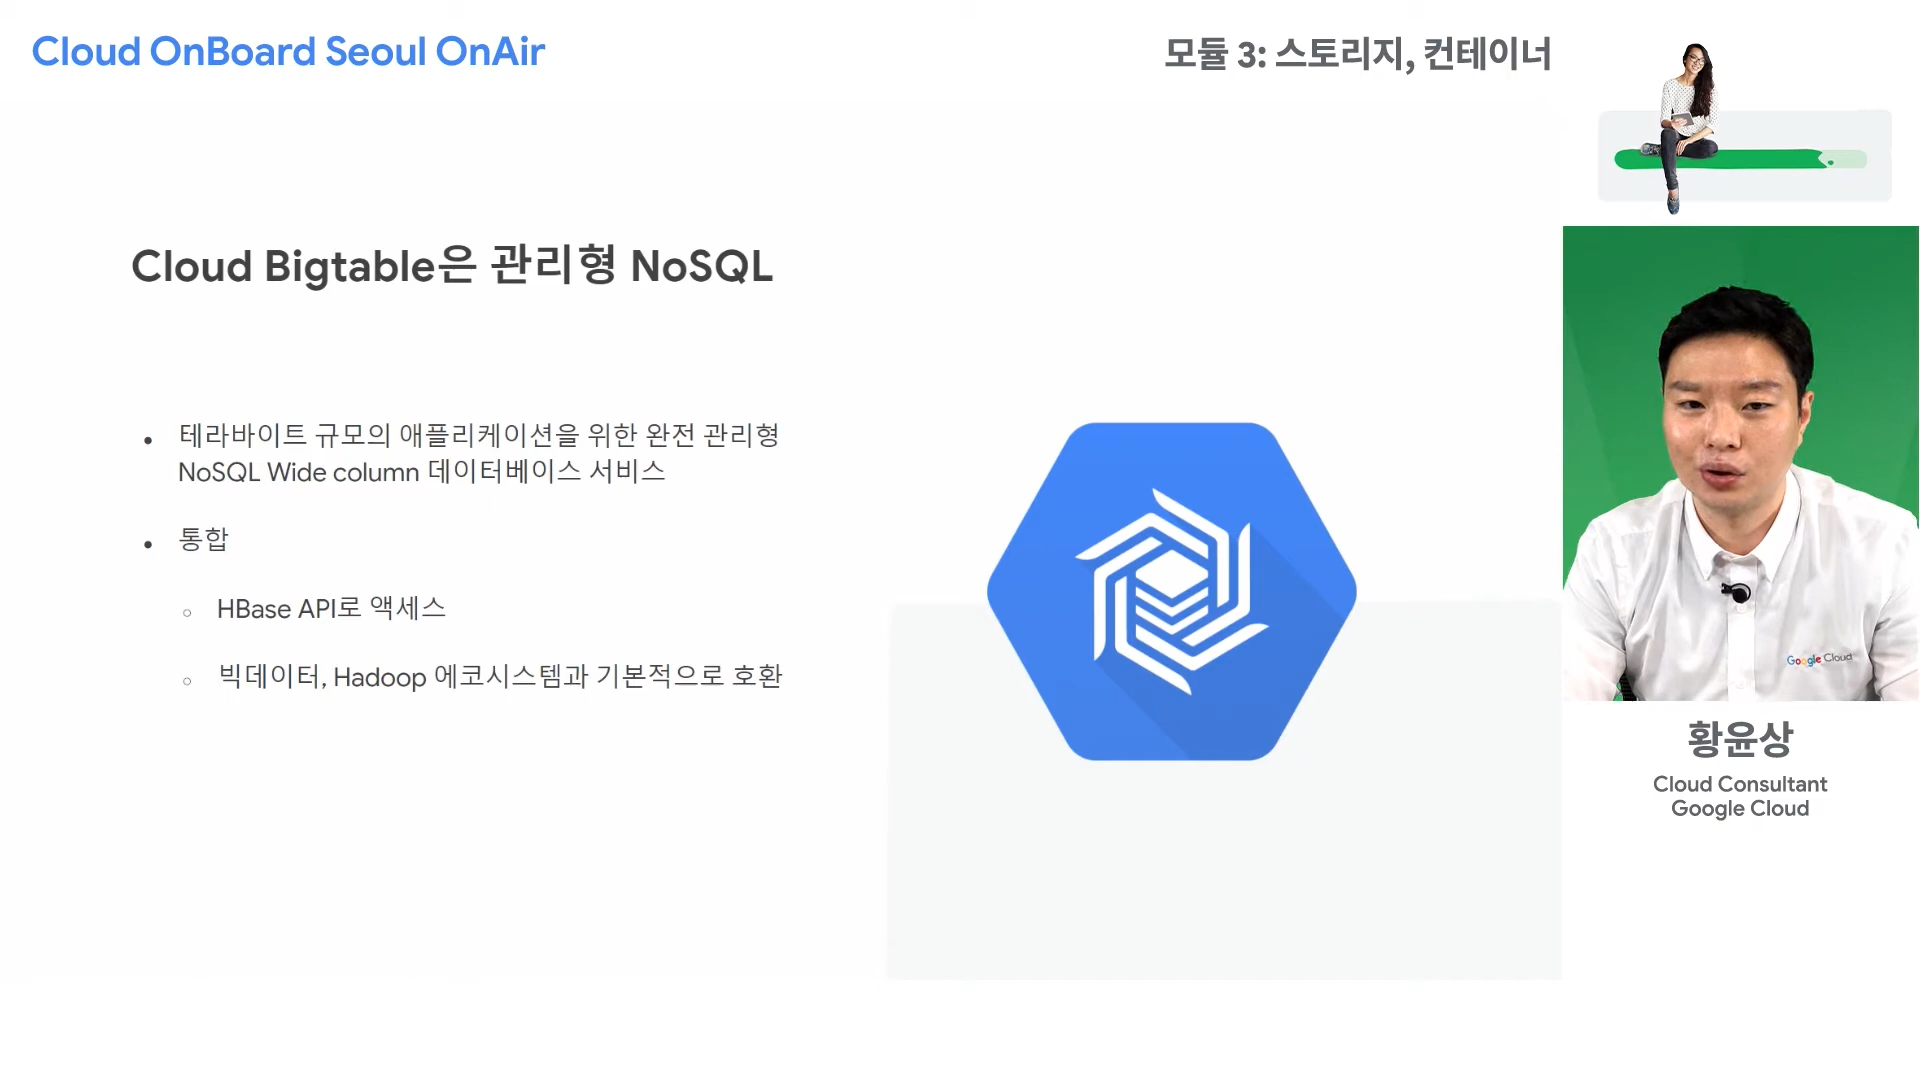 Cloud OnBoard Seoul OnAir
모듈 3: 스토리지, 컨테이너
Cloud Bigtable은 관리형 NoSQL
테라바이트 규모의 애플리케이션을 위한 완전 관리형
NoSQL Wide column 데이터베이스 서비스
통합
HBase API로 액세스
빅데이터, Hadoop 에코시스템과 기본적으로 호환
Google Cloud
황윤상
Cloud Consultant
Google Cloud